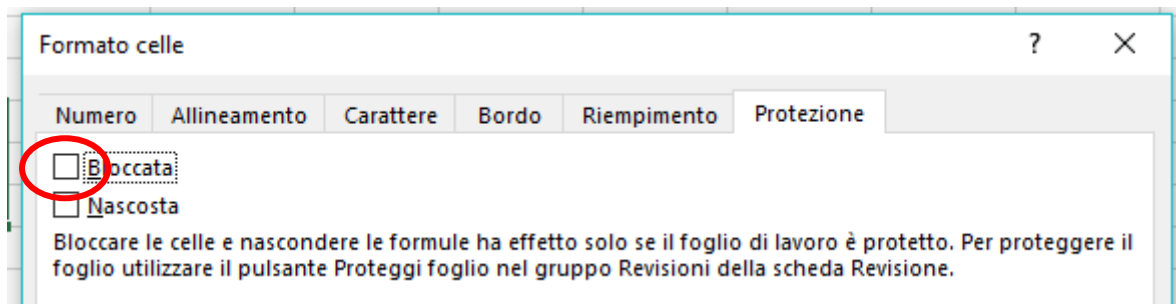 Formato celle ?
Numero Allineamento Carattere Bordo Riempimento Protezione
Bloccata
Nascosta
Bloccare le celle e nascondere le formule ha effetto solo se il foglio di lavoro è protetto. Per proteggere il
foglio utilizzare il pulsante Proteggi foglio nel gruppo Revisioni della scheda Revisione.